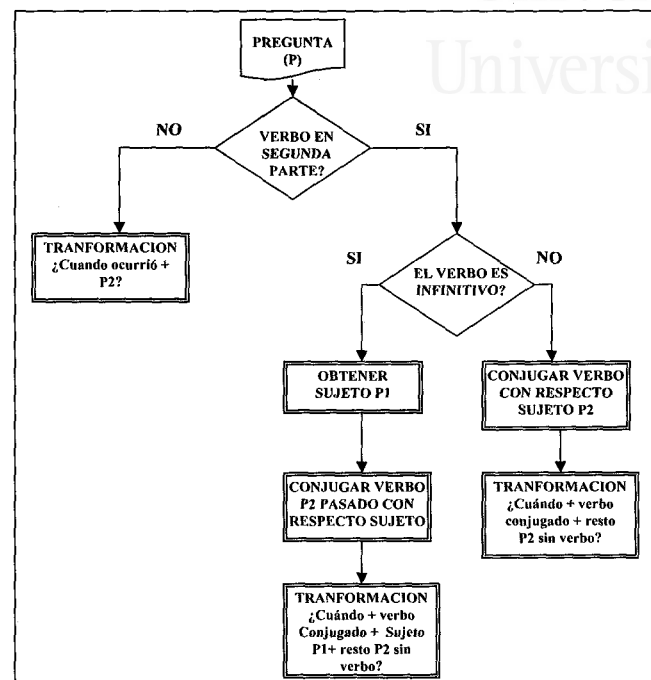 Universi
PREGUNTA
(P)
NO
VERBO EN
SEGUNDA
PARTE?
SI
TRANFORMACION
¿Cuando ocurrió +
P2?
SI
EL VERBO ES
INFINITIVO?
NO
OBTENER
SUJETO P1
CONJUGAR VERBO
CON RESPECTO
SUJETO P2
CONJUGAR VERBO
P2 PASADO CON
RESPECTO SUJETO
TRANFORMACION
¿Cuándo + verbo
conjugado + resto
P2 sin verbo?
TRANFORMACION
¿Cuándo + verbo
Conjugado + Sujeto
P1+ resto P2 sin
verbo?